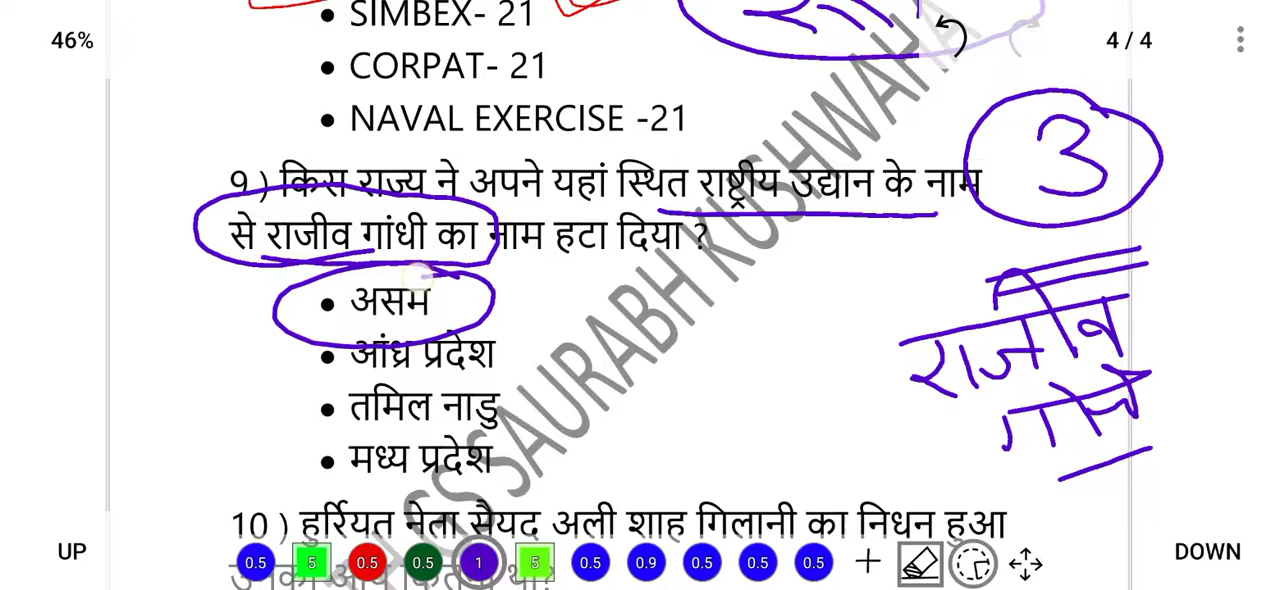 SIMBEX- 21
46%
4 / 4
CORPAT- 21
NAVAL EXERCISE -21
3
9 ) किस राज्य ने अपने यहां स्थित राष्ट्रीय उद्यान के नाम
से राजीव गांधी का नाम हटा दिया ?
असम
आंध्र प्रदेश
तमिल नाडु
मध्य प्रदेश
राजीव
GS SAURABH KUSHWAHA
10 ) हुर्रियत नेता सैयद अली शाह गिलानी का निधन हुआ
UP
0.5 5 0.5 0.5 1 5 0.5 0.9 0.5 0.5 0.5
DOWN